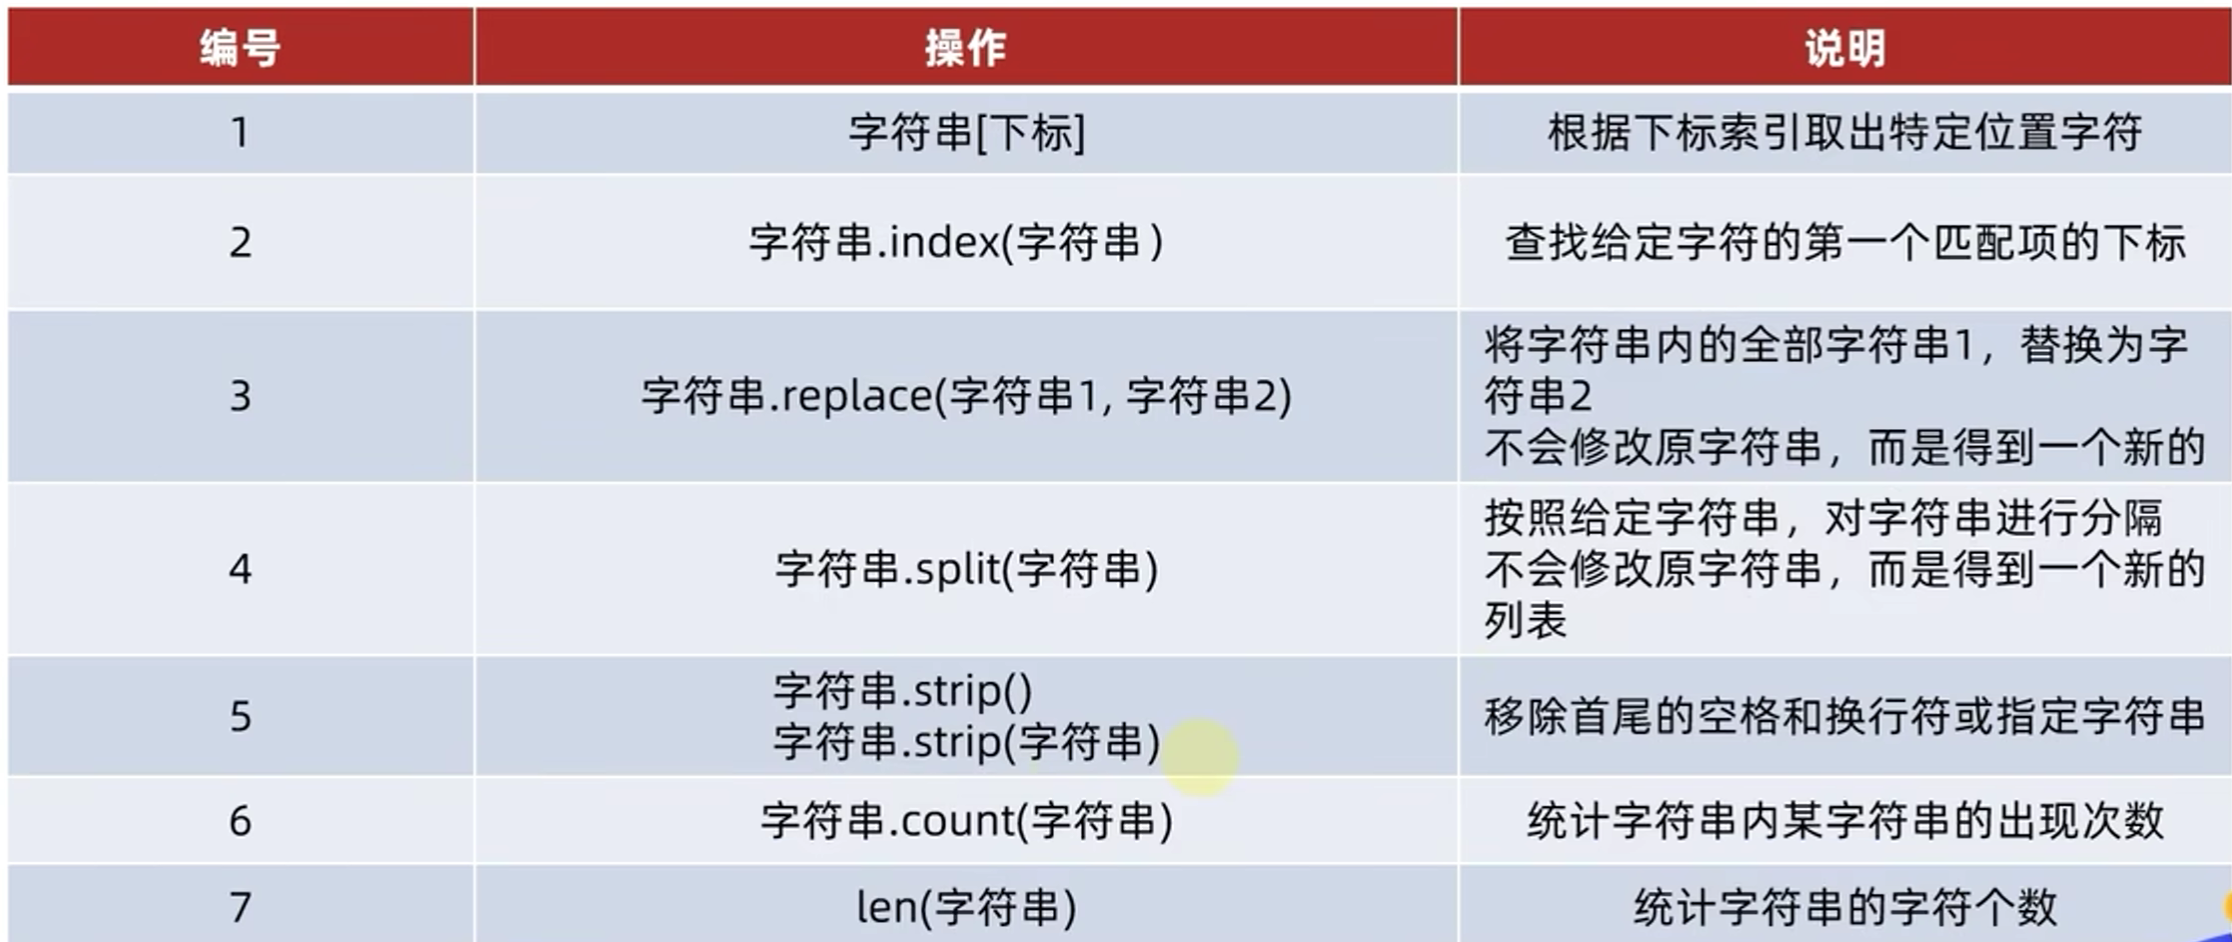 编号 操作 说明
1 字符串[下标] 根据下标索引取出特定位置字符
2 字符串.index(字符串） 查找给定字符的第一个匹配项的下标
3 字符串.replace(字符串1, 字符串2) 将字符串内的全部字符串1，替换为字
符串2
不会修改原字符串，而是得到一个新的
4 字符串.split(字符串) 按照给定字符串，对字符串进行分隔
不会修改原字符串，而是得到一个新的
列表
5 字符串.strip()
字符串.strip(字符串) 移除首尾的空格和换行符或指定字符串
6 字符串.count(字符串) 统计字符串内某字符串的出现次数
7 len(字符串) 统计字符串的字符个数